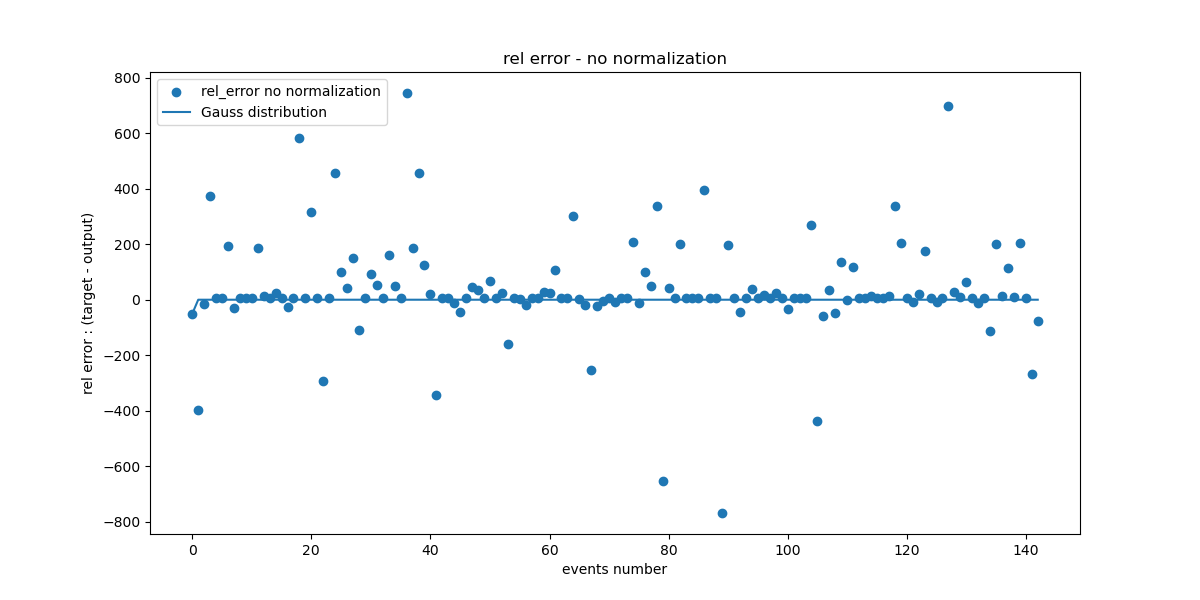 rel error - no normalization
rel_error no normalization
Gauss distribution
rel error : (target - output)
800
600
400
200
0
−200
−400
−600
−800
0 20 40 60 80 100 120 140
events number